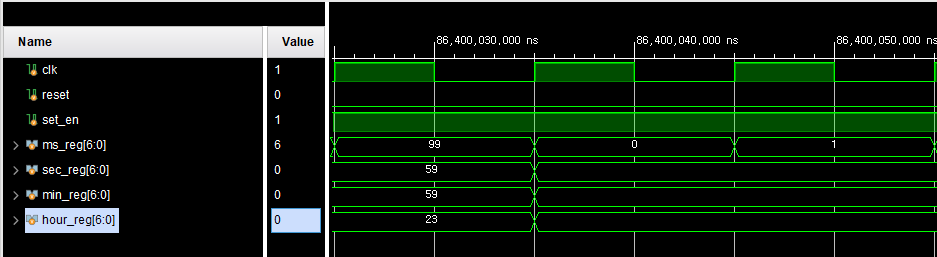 Name Value
86,400,030,000 ns 86,400,040,000 ns 86,400,050,000 ns
clk 1
reset 0
set_en 1
ms_reg[6:0] 6 99 0 1
sec_reg[6:0] 0 59
min_reg[6:0] 0 59
hour_reg[6:0] 0 23